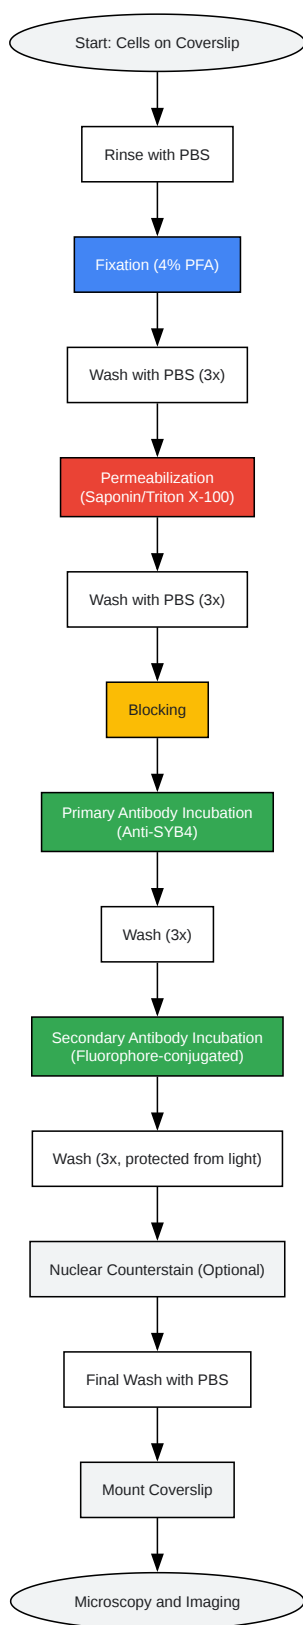 Start: Cells on Coverslip
Rinse with PBS
Fixation (4% PFA)
Wash with PBS (3x)
Permeabilization
(Saponin/Triton X-100)
Wash with PBS (3x)
Blocking
Primary Antibody Incubation
(Anti-SYB4)
Wash (3x)
Secondary Antibody Incubation
(Fluorophore-conjugated)
Wash (3x, protected from light)
Nuclear Counterstain (Optional)
Final Wash with PBS
Mount Coverslip
Microscopy and Imaging